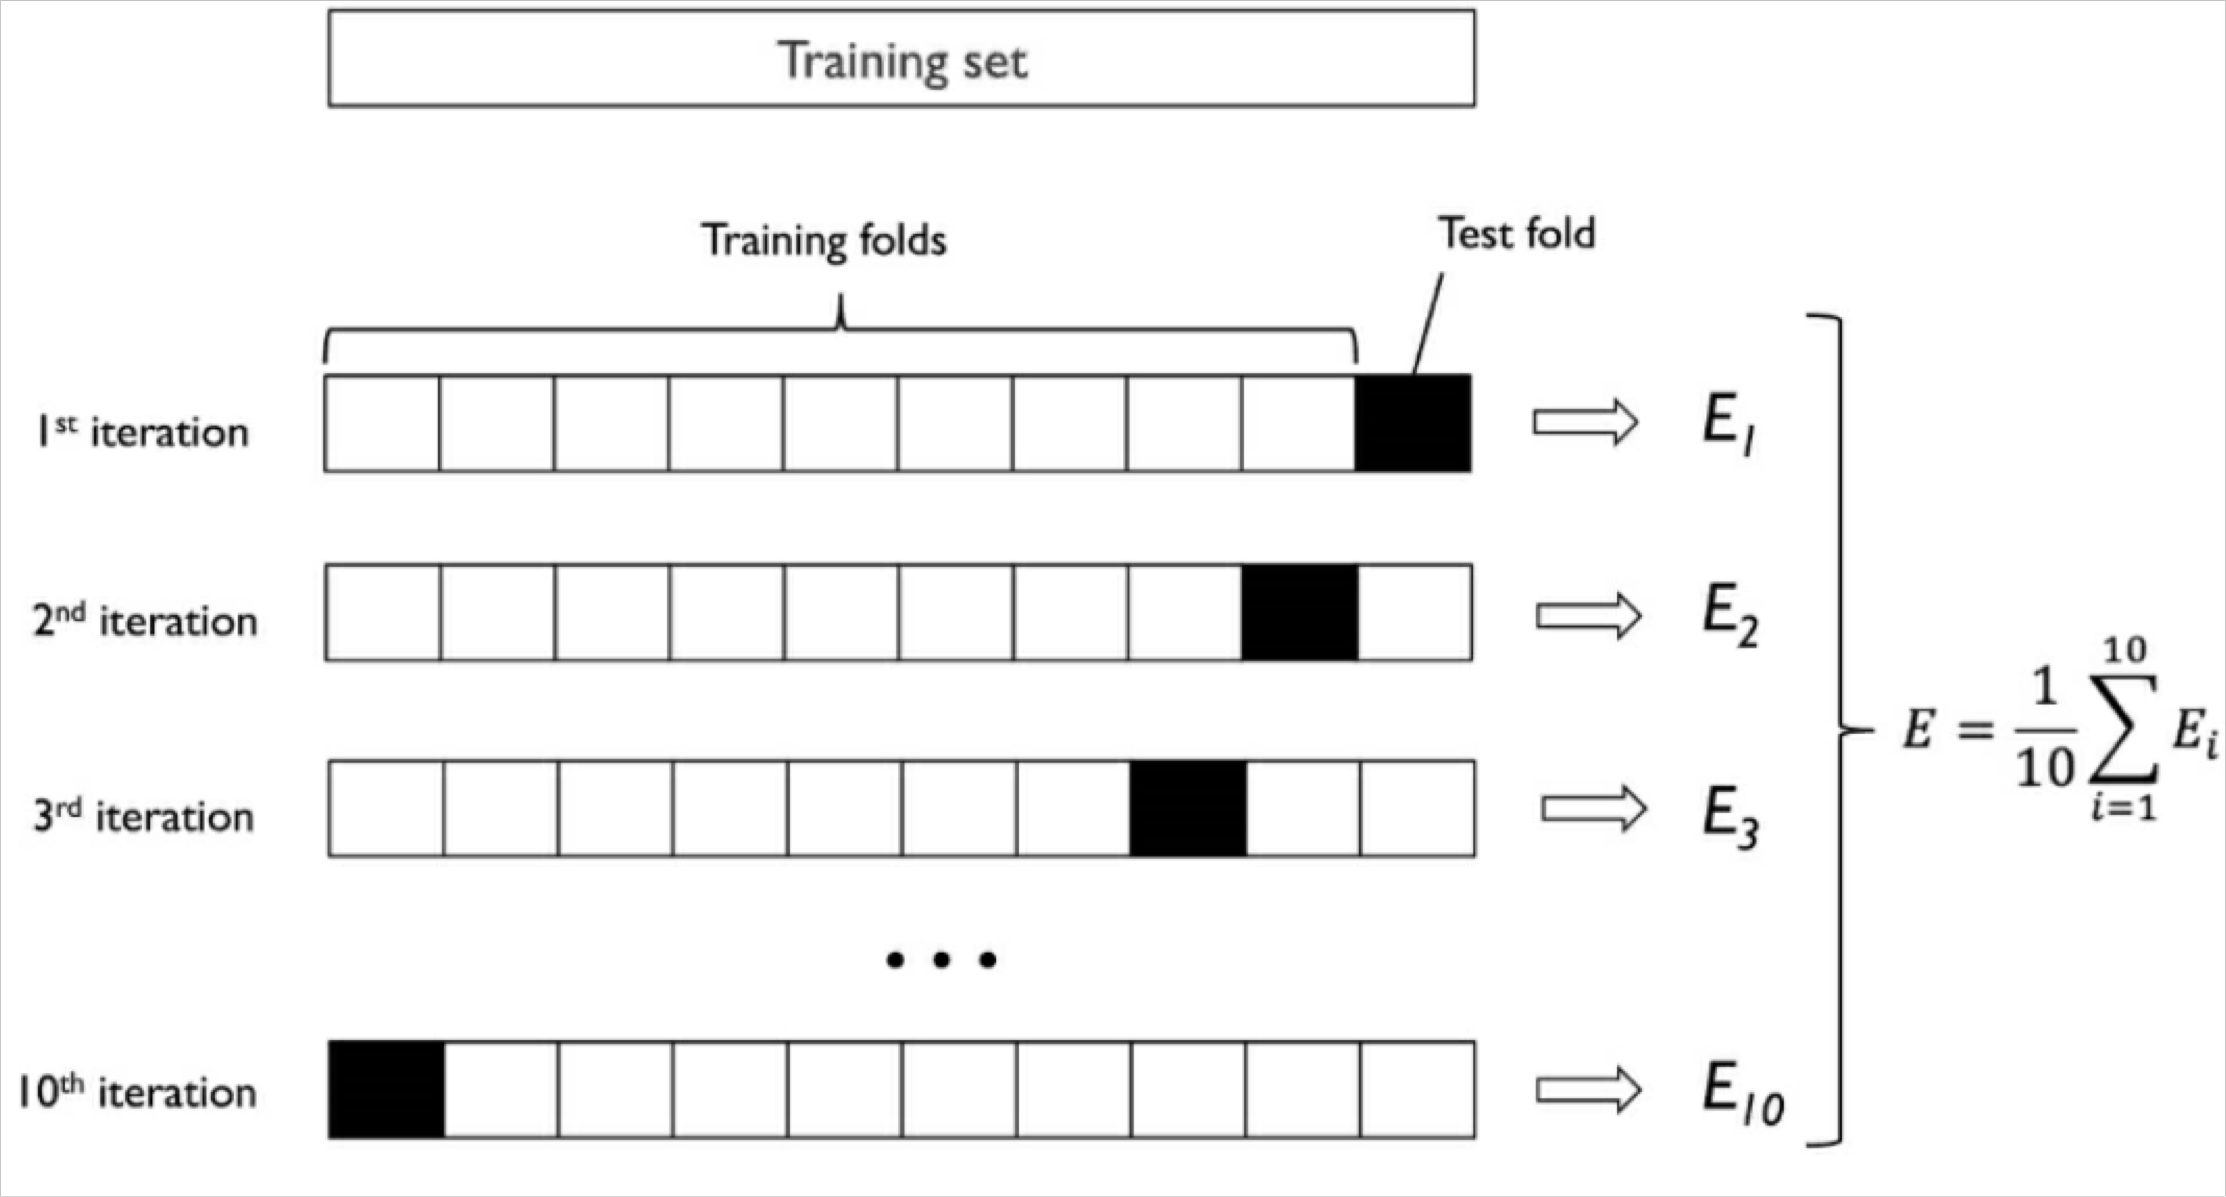 Training set
Training folds
Test fold
1st iteration
E1
2nd iteration
E2
3rd iteration
E3
...
10th iteration
E10
E = 1/10 10∑i=1 Ei